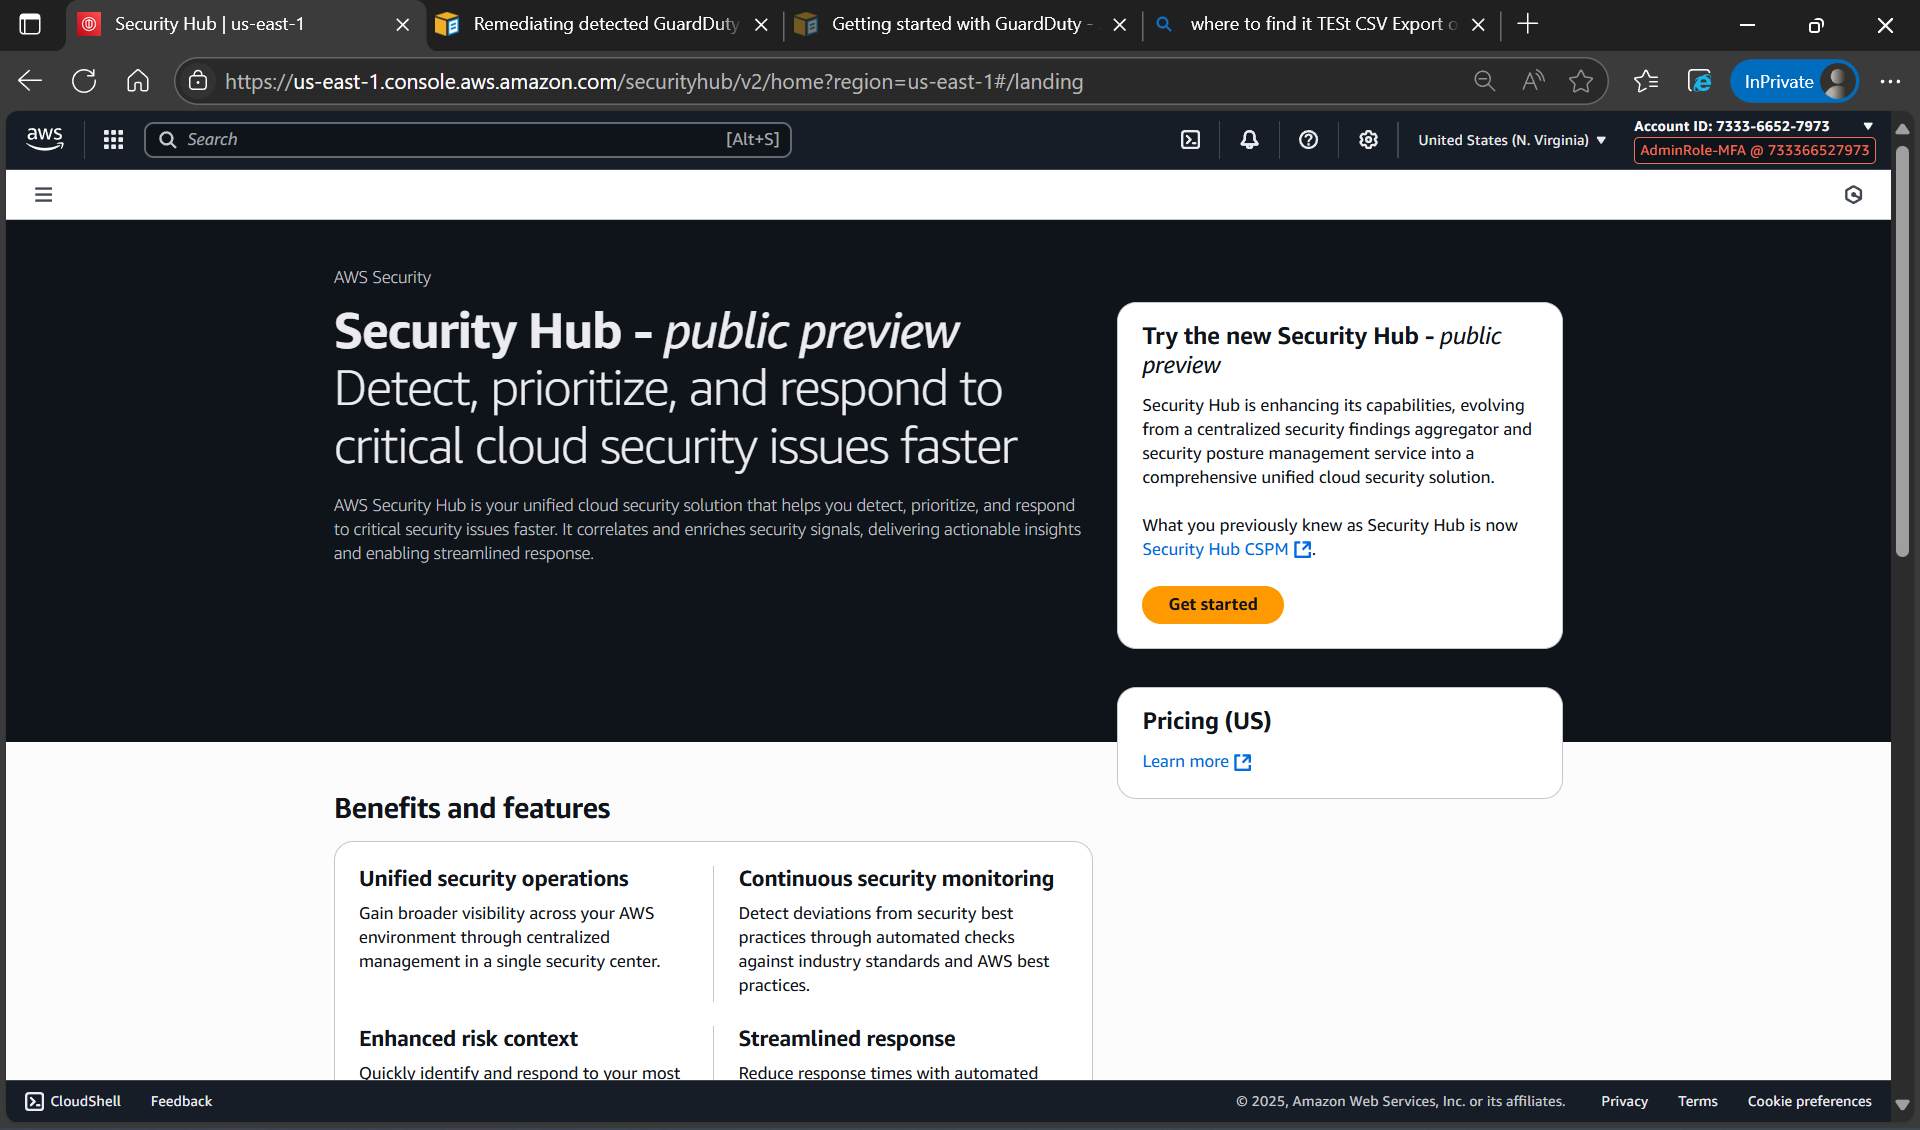 Security Hub | us-east-1
Remediating detected GuardDuty
Getting started with GuardDuty -
where to find it TESt CSV Export o
https://us-east-1.console.aws.amazon.com/securityhub/v2/home?region=us-east-1#/landing
InPrivate
aws
Search
[Alt+S]
United States (N. Virginia)
Account ID: 7333-6652-7973
AdminRole-MFA @ 733366527973
AWS Security
Security Hub - public preview
Detect, prioritize, and respond to
critical cloud security issues faster
AWS Security Hub is your unified cloud security solution that helps you detect, prioritize, and respond
to critical security issues faster. It correlates and enriches security signals, delivering actionable insights
and enabling streamlined response.
Try the new Security Hub - public
preview
Security Hub is enhancing its capabilities, evolving
from a centralized security findings aggregator and
security posture management service into a
comprehensive unified cloud security solution.
What you previously knew as Security Hub is now
Security Hub CSPM.
Get started
Pricing (US)
Learn more
Benefits and features
Unified security operations
Gain broader visibility across your AWS
environment through centralized
management in a single security center.
Continuous security monitoring
Detect deviations from security best
practices through automated checks
against industry standards and AWS best
practices.
Enhanced risk context
Quickly identify and respond to your most
Streamlined response
Reduce response times with automated
CloudShell
Feedback
© 2025, Amazon Web Services, Inc. or its affiliates.
Privacy
Terms
Cookie preferences